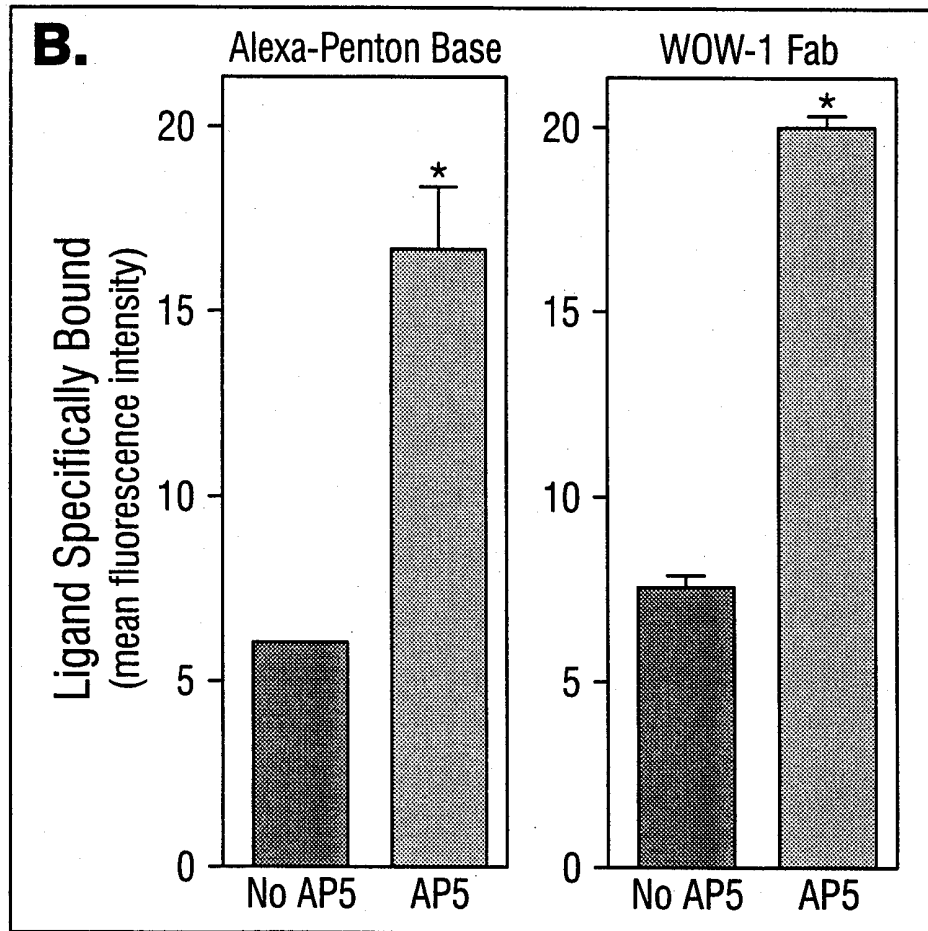 B.
Alexa-Penton Base
WOW-1 Fab
Ligand Specifically Bound
(mean fluorescence intensity)
20
15
10
5
0
*
No AP5
AP5
20
15
10
5
0
*
No AP5
AP5